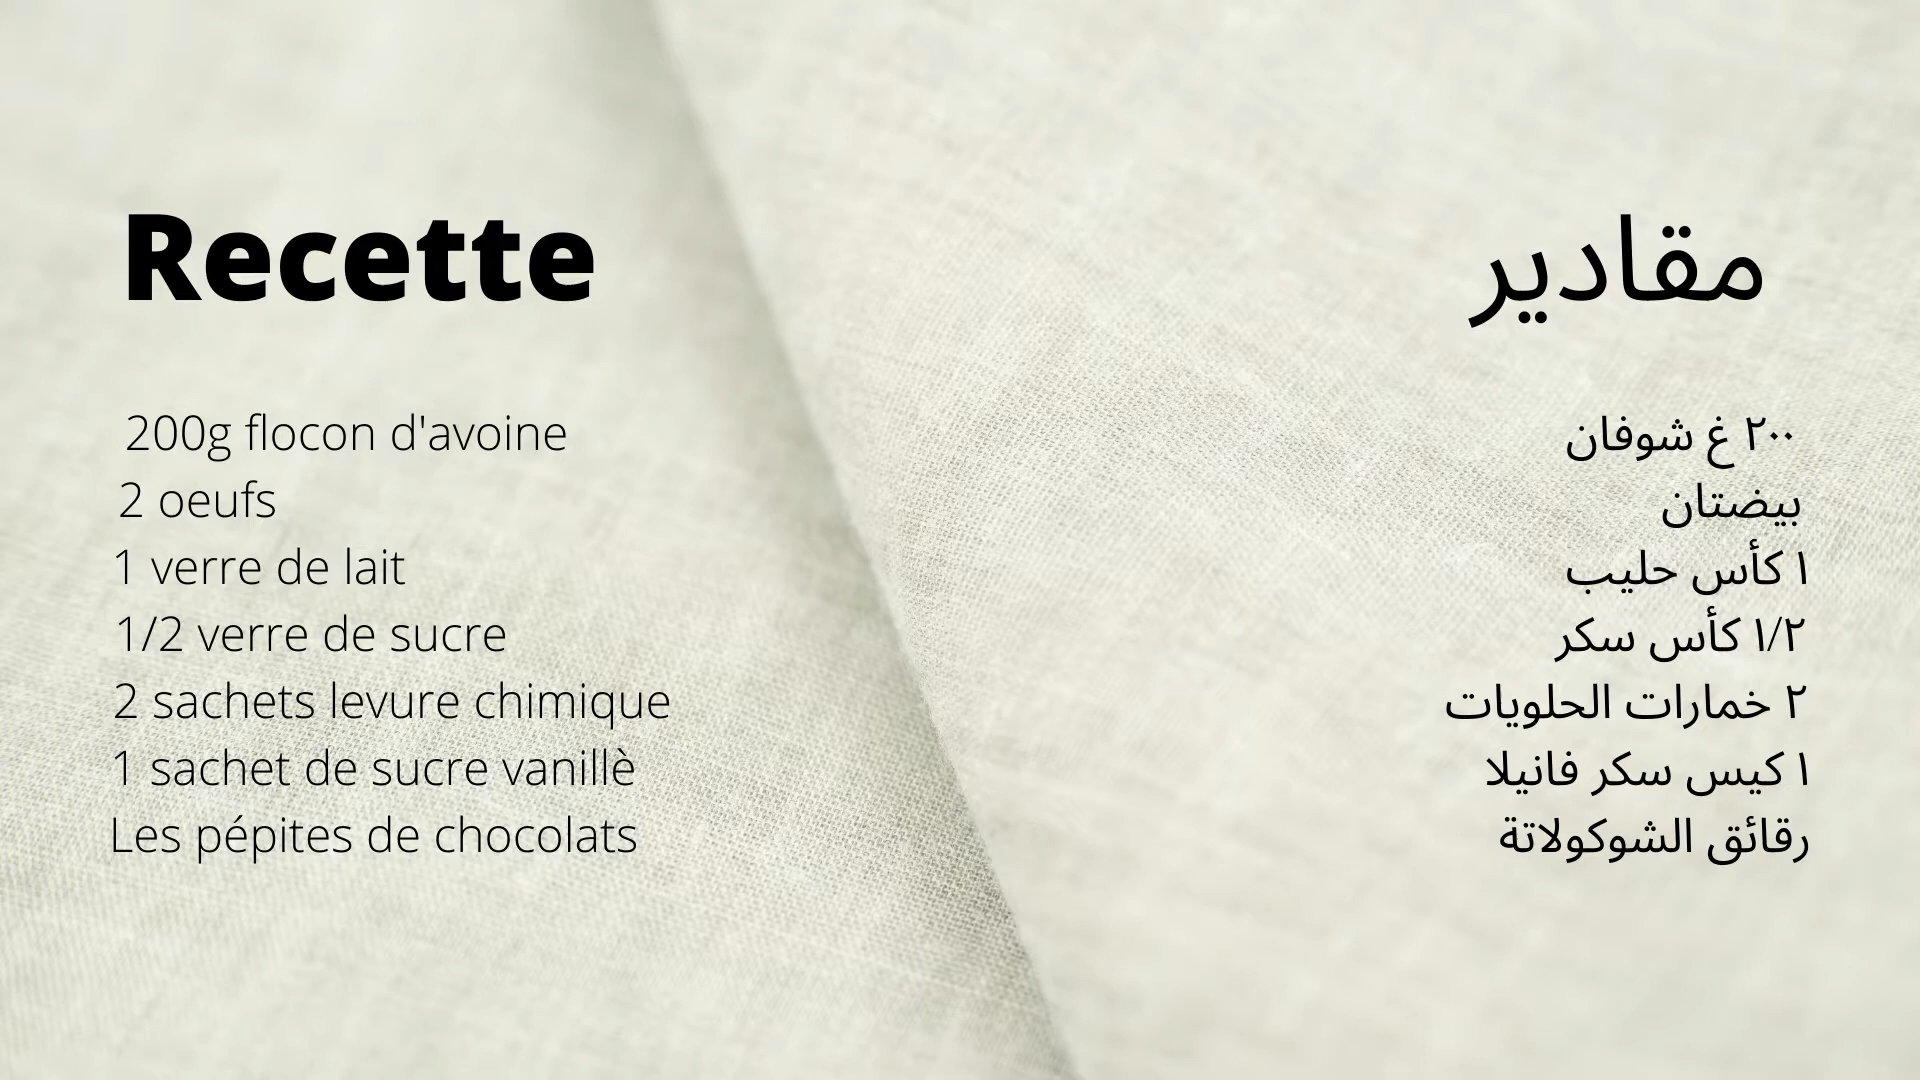 Recette
200g flocon d'avoine
2 oeufs
1 verre de lait
1/2 verre de sucre
2 sachets levure chimique
1 sachet de sucre vanillè
Les pépites de chocolats
مقادير
٢٠٠ غ شوفان
بيضتان
١ كأس حليب
١/٢ كأس سكر
٢ خمارات الحلويات
١ كيس سكر فانيلا
رقائق الشوكولاتة